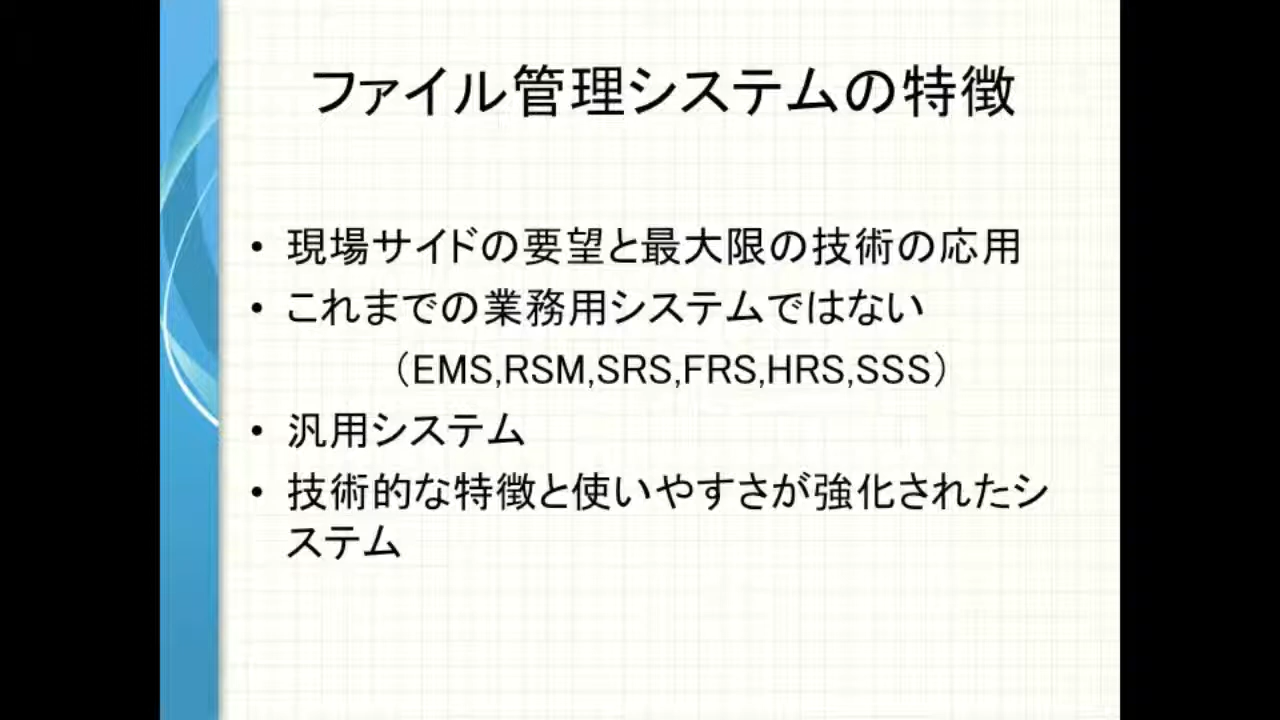 ファイル管理システムの特徴
• 現場サイドの要望と最大限の技術の応用
• これまでの業務用システムではない
（EMS,RSM,SRS,FRS,HRS,SSS）
• 汎用システム
• 技術的な特徴と使いやすさが強化されたシ
ステム